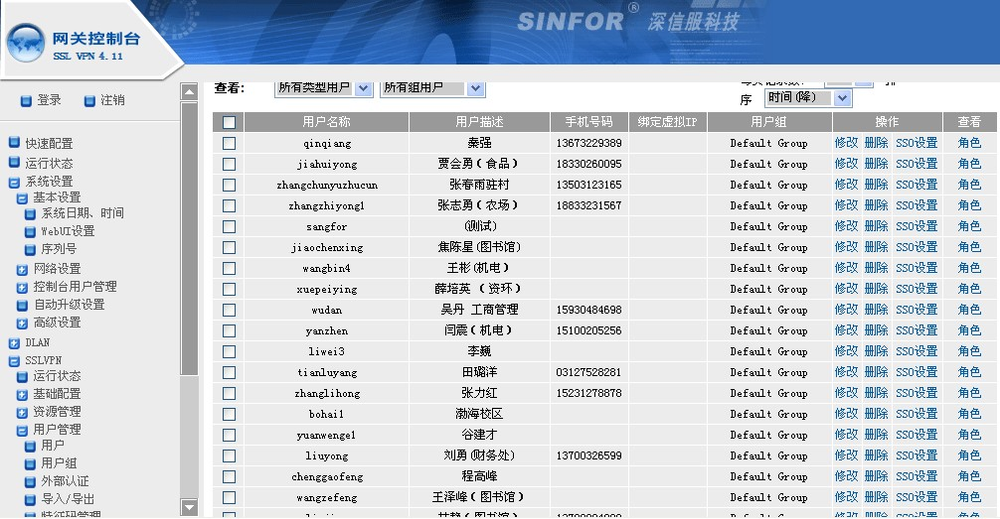 SINFOR® 深信服科技
网关控制台
SSL VPN 4.11
登录 注销
快速配置
运行状态
系统设置
基本设置
系统日期、时间
WebUI设置
序列号
网络设置
控制台用户管理
自动升级设置
高级设置
DLAN
SSLVPN
运行状态
基础配置
资源管理
用户管理
用户
用户组
外部认证
导入/导出
特征码管理
查看: 所有类型用户 所有组用户
序 时间(降)
用户名称 用户描述 手机号码 绑定虚拟IP 用户组 操作 查看
qinqiang 秦强 13673229389 Default Group 修改 删除 SSO设置 角色
jiahuiyong 贾会勇(食品) 18330260095 Default Group 修改 删除 SSO设置 角色
zhangchunyuzhucun 张春雨驻村 13503123165 Default Group 修改 删除 SSO设置 角色
zhangzhiyong1 张志勇(农场) 18833231567 Default Group 修改 删除 SSO设置 角色
sangfor (测试) Default Group 修改 删除 SSO设置 角色
jiaochenxing 焦陈星(图书馆) Default Group 修改 删除 SSO设置 角色
wangbin4 王彬(机电) Default Group 修改 删除 SSO设置 角色
xuepeiying 薛培英 (资环) Default Group 修改 删除 SSO设置 角色
wudan 吴丹 工商管理 15930484698 Default Group 修改 删除 SSO设置 角色
yanzhen 闫震(机电) 15100205256 Default Group 修改 删除 SSO设置 角色
liwei3 李巍 Default Group 修改 删除 SSO设置 角色
tianluyang 田璐洋 03127528281 Default Group 修改 删除 SSO设置 角色
zhanglihong 张力红 15231278878 Default Group 修改 删除 SSO设置 角色
bohai1 渤海校区 Default Group 修改 删除 SSO设置 角色
yuanwenge1 谷建才 Default Group 修改 删除 SSO设置 角色
liuyong 刘勇(财务处) 13700326599 Default Group 修改 删除 SSO设置 角色
chenggaofeng 程高峰 Default Group 修改 删除 SSO设置 角色
wangzefeng 王泽峰(图书馆) Default Group 修改 删除 SSO设置 角色